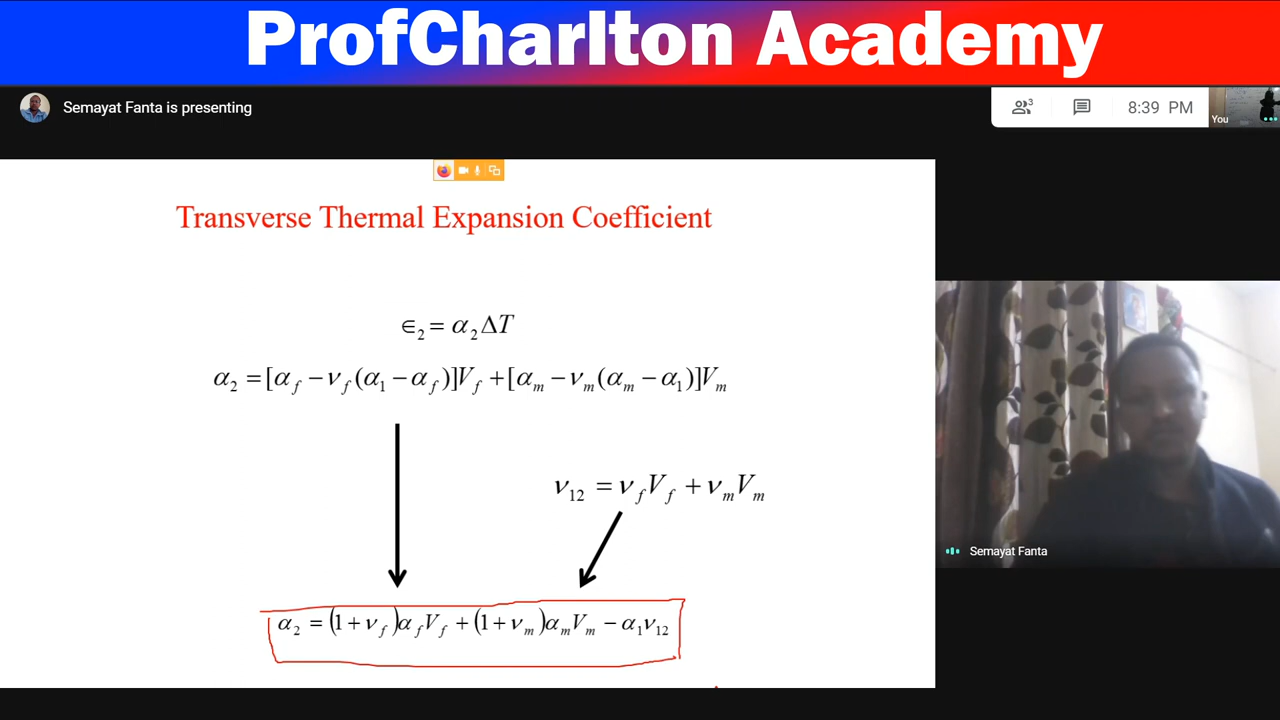 ProfCharlton Academy
Semayat Fanta is presenting
3
8:39 PM
You
Transverse Thermal Expansion Coefficient
∈₂ = α₂ΔT
α₂ = [α_f − ν_f(α₁ − α_f)]V_f + [α_m − ν_m(α_m − α₁)]V_m
ν₁₂ = ν_f V_f + ν_m V_m
α₂ = (1 + ν_f)α_f V_f + (1 + ν_m)α_m V_m − α₁ν₁₂
Semayat Fanta